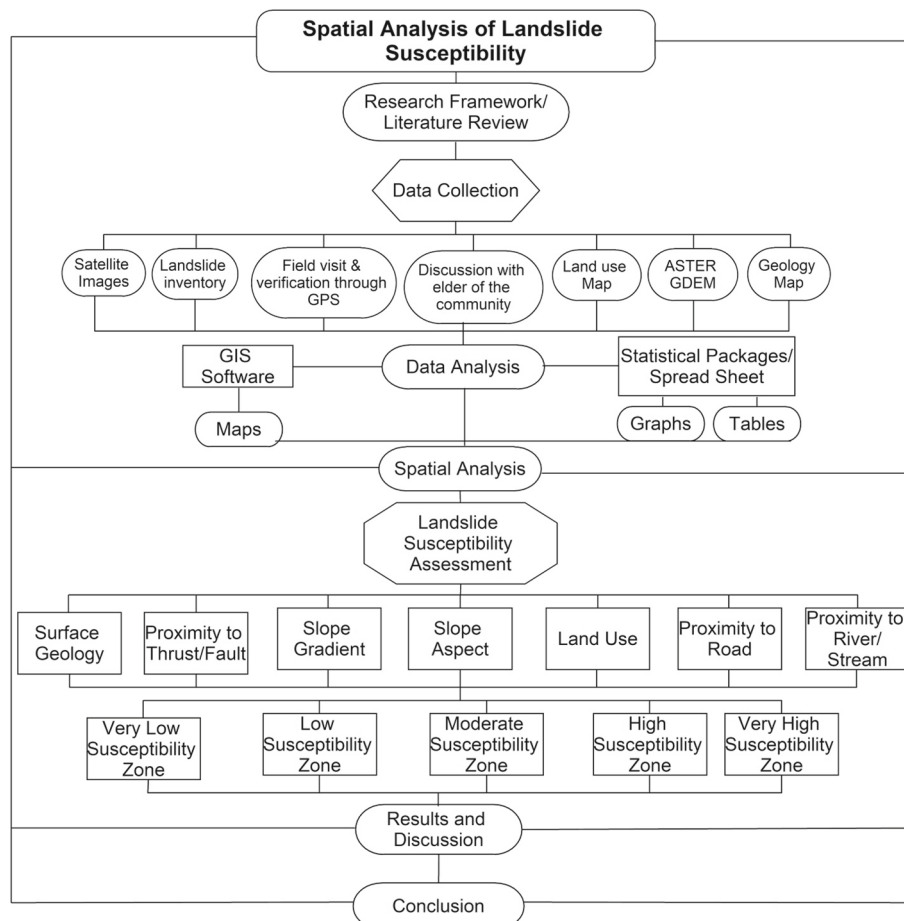 Spatial Analysis of Landslide
Susceptibility
Research Framework/
Literature Review
Data Collection
Satellite
Images
Landslide
inventory
Field visit &
verification through
GPS
Discussion with
elder of the
community
Land use
Map
ASTER
GDEM
Geology
Map
GIS
Software
Data Analysis
Statistical Packages/
Spread Sheet
Maps
Graphs
Tables
Spatial Analysis
Landslide
Susceptibility
Assessment
Surface
Geology
Proximity to
Thrust/Fault
Slope
Gradient
Slope
Aspect
Land Use
Proximity to
Road
Proximity to
River/
Stream
Very Low
Susceptibility
Zone
Low
Susceptibility
Zone
Moderate
Susceptibility
Zone
High
Susceptibility
Zone
Very High
Susceptibility
Zone
Results and
Discussion
Conclusion